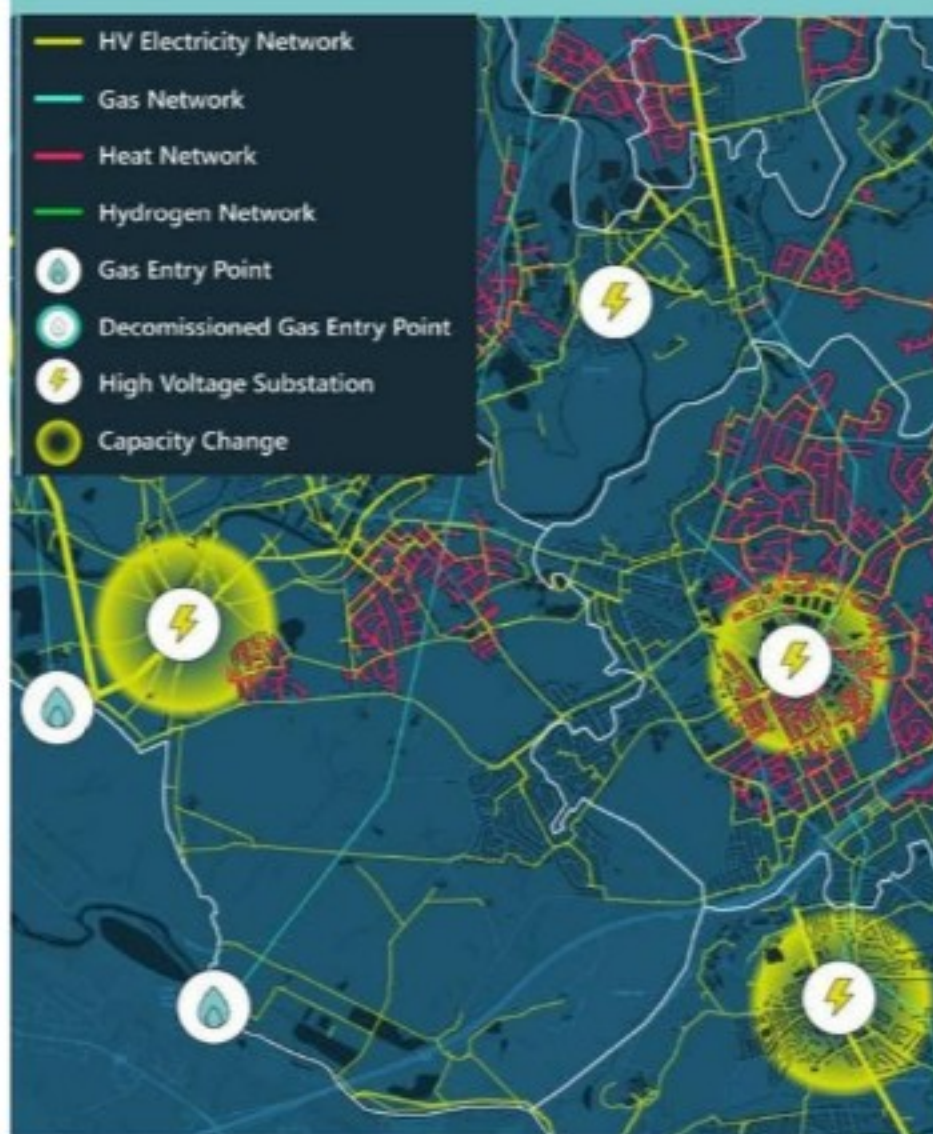 HV Electricity Network
Gas Network
Heat Network
Hydrogen Network
Gas Entry Point
Decomissioned Gas Entry Point
High Voltage Substation
Capacity Change